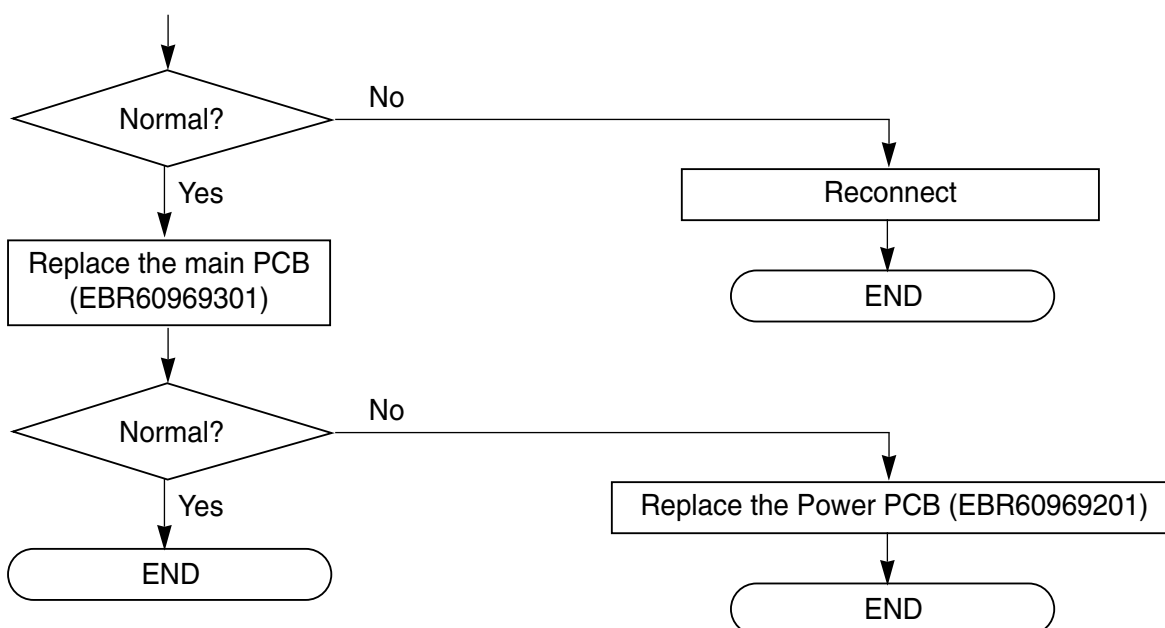 Normal?
No
Yes
Reconnect
Replace the main PCB
(EBR60969301)
END
Normal?
No
Yes
Replace the Power PCB (EBR60969201)
END
END